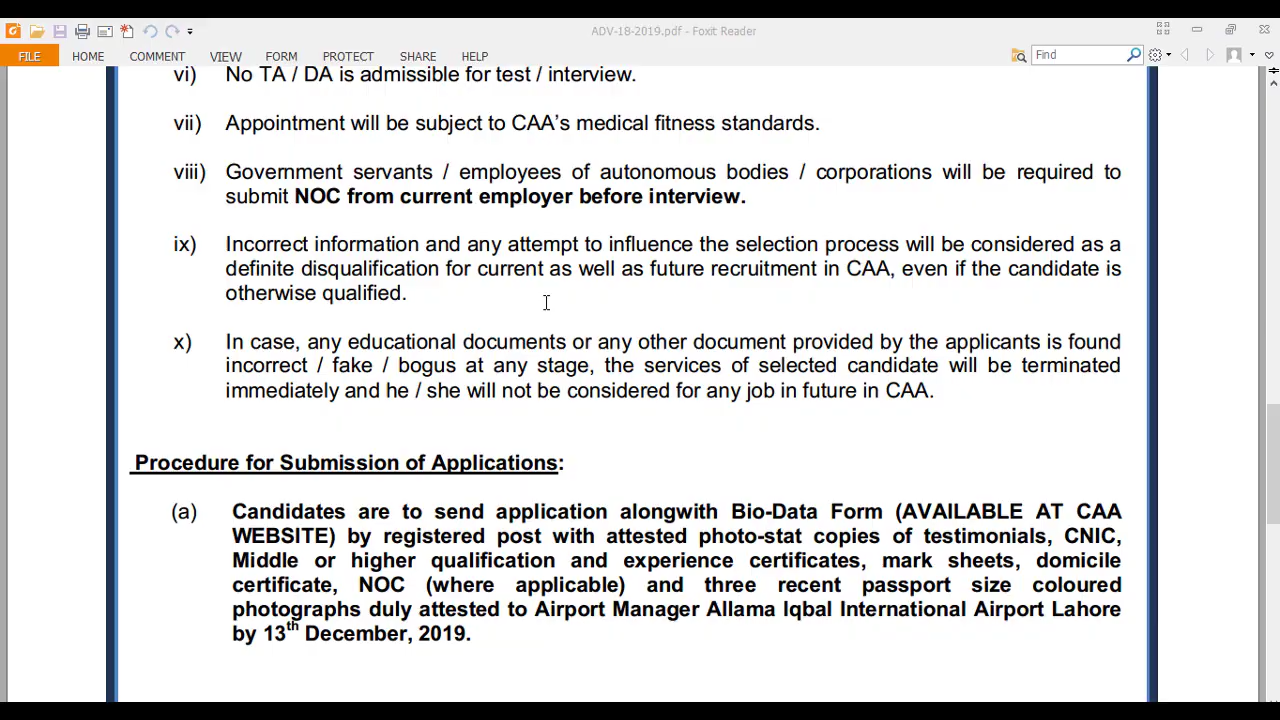 ADV-18-2019.pdf - Foxit Reader
FILE HOME COMMENT VIEW FORM PROTECT SHARE HELP Find
vi) No TA / DA is admissible for test / interview.
vii) Appointment will be subject to CAA’s medical fitness standards.
viii) Government servants / employees of autonomous bodies / corporations will be required to
submit NOC from current employer before interview.
ix) Incorrect information and any attempt to influence the selection process will be considered as a
definite disqualification for current as well as future recruitment in CAA, even if the candidate is
otherwise qualified.
x) In case, any educational documents or any other document provided by the applicants is found
incorrect / fake / bogus at any stage, the services of selected candidate will be terminated
immediately and he / she will not be considered for any job in future in CAA.
Procedure for Submission of Applications:
(a) Candidates are to send application alongwith Bio-Data Form (AVAILABLE AT CAA
WEBSITE) by registered post with attested photo-stat copies of testimonials, CNIC,
Middle or higher qualification and experience certificates, mark sheets, domicile
certificate, NOC (where applicable) and three recent passport size coloured
photographs duly attested to Airport Manager Allama Iqbal International Airport Lahore
by 13th December, 2019.